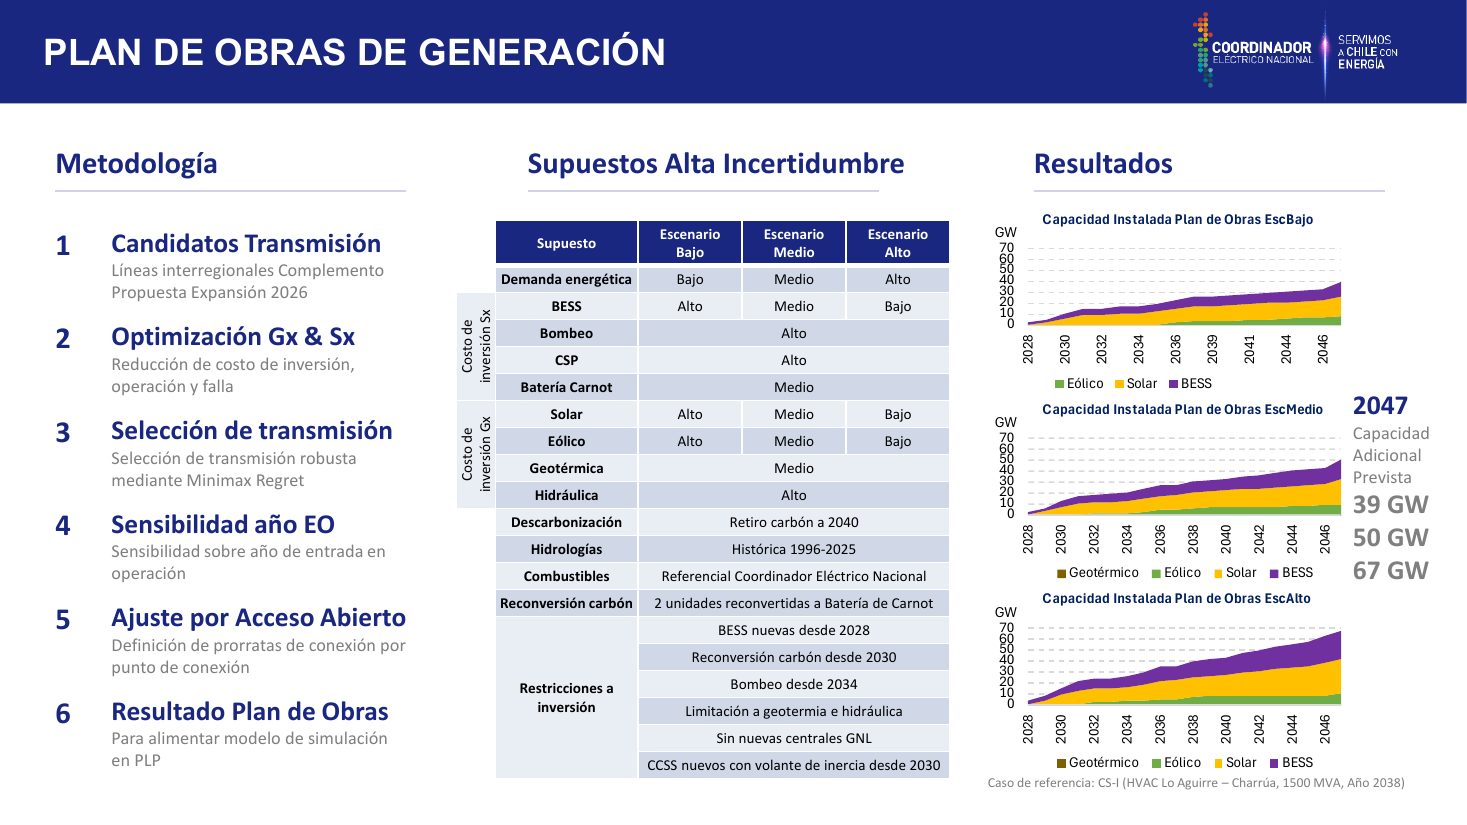 PLAN DE OBRAS DE GENERACIÓN
COORDINADOR
ELÉCTRICO NACIONAL
SERVIMOS
A CHILE CON
ENERGÍA
Metodología
1
Candidatos Transmisión
Líneas interregionales Complemento
Propuesta Expansión 2026
2
Optimización Gx & Sx
Reducción de costo de inversión,
operación y falla
3
Selección de transmisión
Selección de transmisión robusta
mediante Minimax Regret
4
Sensibilidad año EO
Sensibilidad sobre año de entrada en
operación
5
Ajuste por Acceso Abierto
Definición de prorratas de conexión por
punto de conexión
6
Resultado Plan de Obras
Para alimentar modelo de simulación
en PLP
Supuestos Alta Incertidumbre
Supuesto Escenario Bajo Escenario Medio Escenario Alto
Demanda energética Bajo Medio Alto
Costo de inversión Sx
BESS Alto Medio Bajo
Bombeo Alto
CSP Alto
Batería Carnot Medio
Costo de inversión Gx
Solar Alto Medio Bajo
Eólico Alto Medio Bajo
Geotérmica Medio
Hidráulica Alto
Descarbonización Retiro carbón a 2040
Hidrologías Histórica 1996-2025
Combustibles Referencial Coordinador Eléctrico Nacional
Reconversión carbón 2 unidades reconvertidas a Batería de Carnot
Restricciones a inversión
BESS nuevas desde 2028
Reconversión carbón desde 2030
Bombeo desde 2034
Limitación a geotermia e hidráulica
Sin nuevas centrales GNL
CCSS nuevos con volante de inercia desde 2030
Resultados
Capacidad Instalada Plan de Obras EscBajo
GW
70
60
50
40
30
20
10
0
2028 2030 2032 2034 2036 2039 2041 2044 2046
Eólico Solar BESS
Capacidad Instalada Plan de Obras EscMedio
GW
70
60
50
40
30
20
10
0
2028 2030 2032 2034 2036 2038 2040 2042 2044 2046
Geotérmico Eólico Solar BESS
Capacidad Instalada Plan de Obras EscAlto
GW
70
60
50
40
30
20
10
0
2028 2030 2032 2034 2036 2038 2040 2042 2044 2046
Geotérmico Eólico Solar BESS
2047
Capacidad
Adicional
Prevista
39 GW
50 GW
67 GW
Caso de referencia: CS-I (HVAC Lo Aguirre – Charrúa, 1500 MVA, Año 2038)